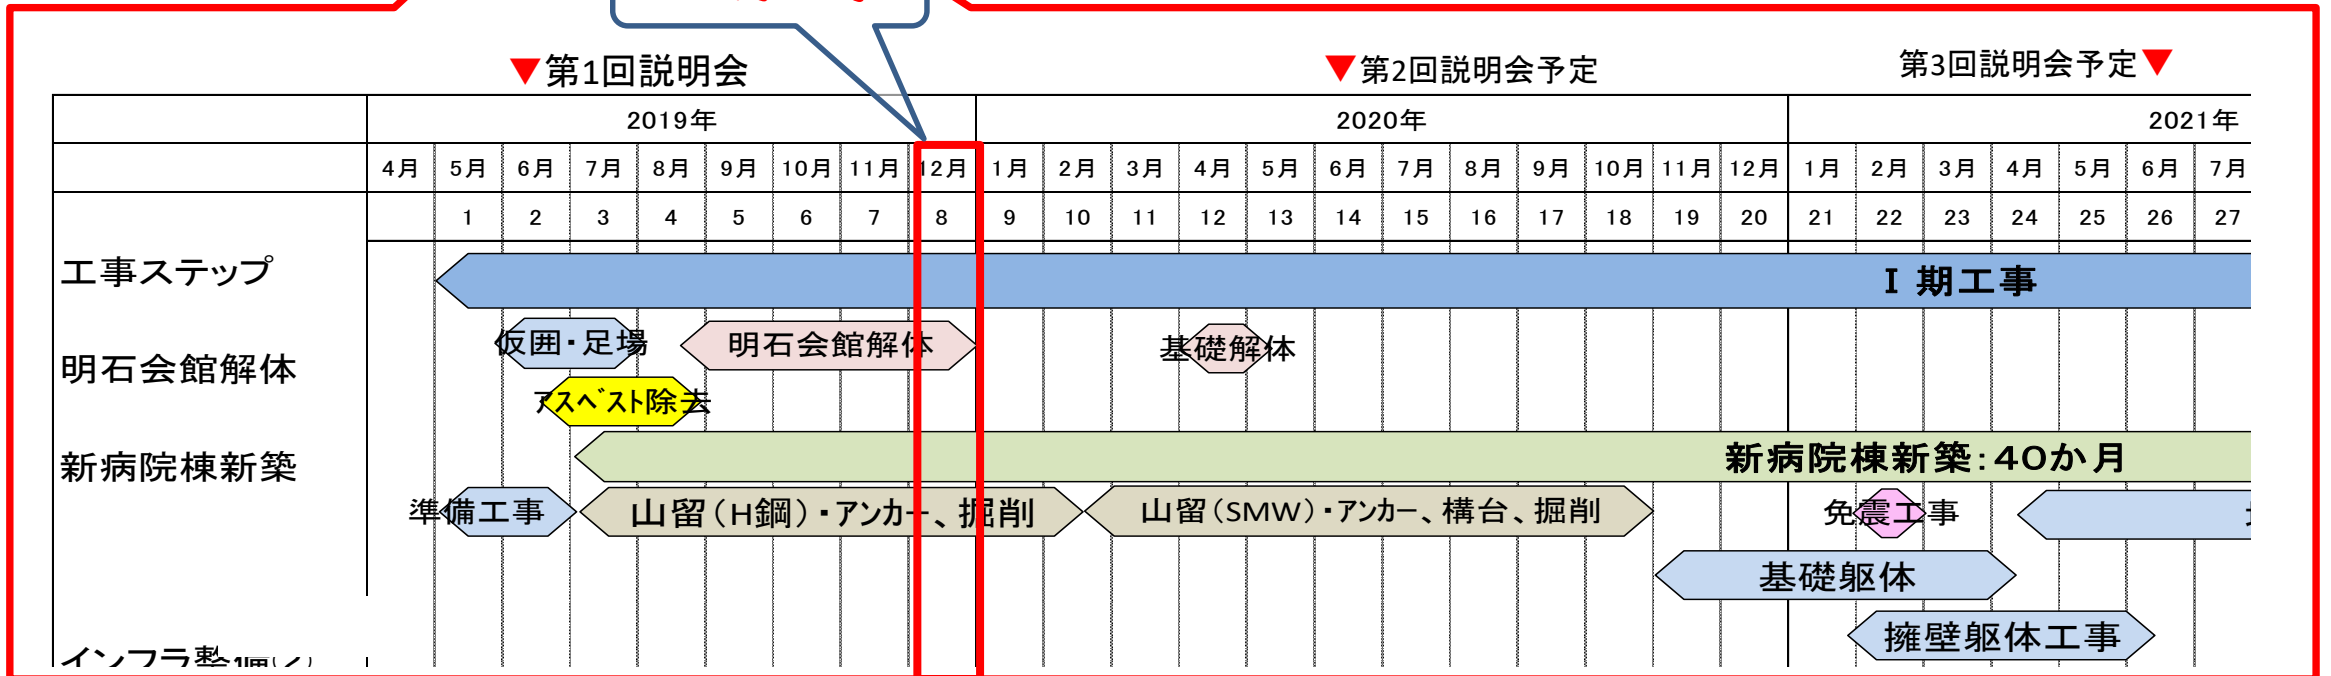 ▼第1回説明会 ▼第2回説明会予定 第3回説明会予定▼
2019年 2020年 2021年
4月 5月 6月 7月 8月 9月 10月 11月 12月 1月 2月 3月 4月 5月 6月 7月 8月 9月 10月 11月 12月 1月 2月 3月 4月 5月 6月 7月
1 2 3 4 5 6 7 8 9 10 11 12 13 14 15 16 17 18 19 20 21 22 23 24 25 26 27
工事ステップ Ⅰ 期工事
仮囲・足場 明石会館解体 基礎解体
明石会館解体
アスベスト除去
新病院棟新築 新病院棟新築:40か月
準備工事 山留(H鋼)・アンカー、掘削 山留(SMW)・アンカー、構台、掘削 免震工事
基礎躯体
擁壁躯体工事
インフラ整備